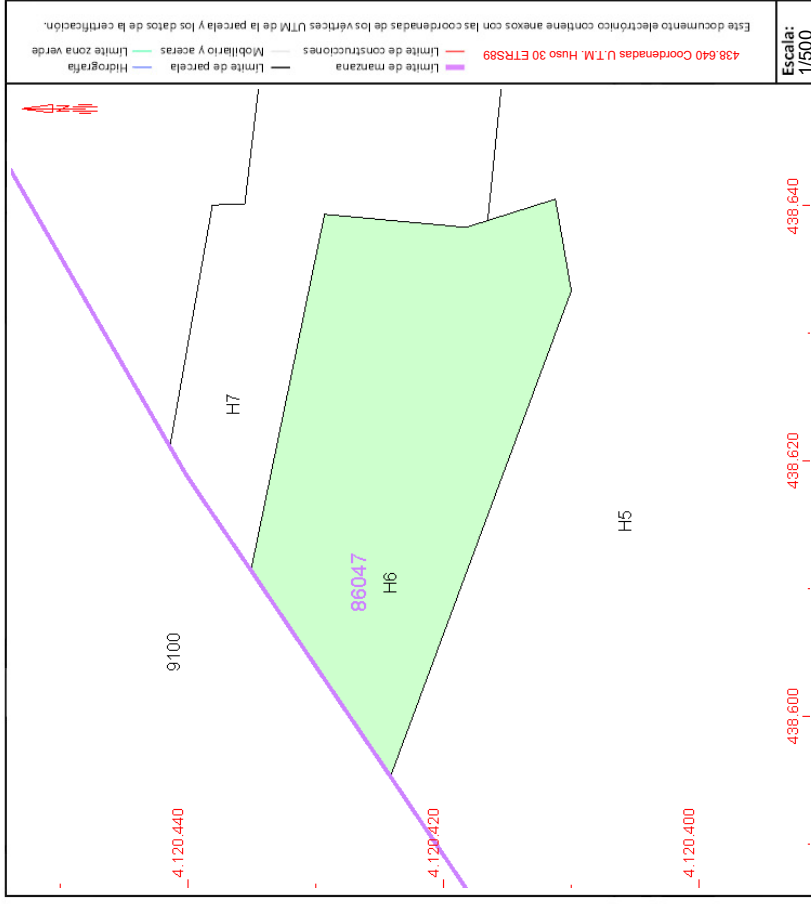 Este documento electrónico contiene anexos con las coordenadas de los vértices UTM de la parcela y los datos de la certificación.
438.640 Coordenadas U.T.M. Huso 30 ETRS89
Límite de manzana
Límite de parcela
Hidrografía
Límite de construcciones
Mobiliario y aceras
Límite zona verde
Escala:
1/500
N
438.640
438.620
438.600
4.120.440
4.120.420
4.120.400
9100
H7
86047
H6
H5